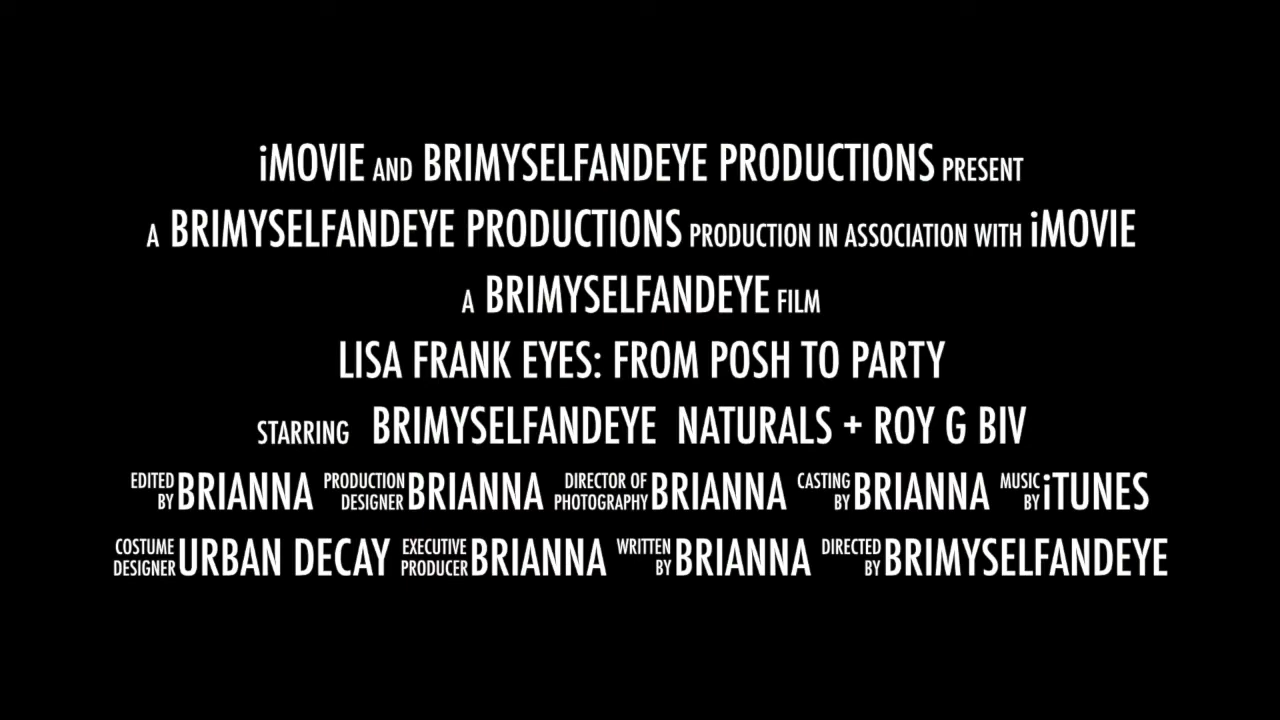 iMOVIE AND BRIMYSELFANDEYE PRODUCTIONS PRESENT
A BRIMYSELFANDEYE PRODUCTIONS PRODUCTION IN ASSOCIATION WITH iMOVIE
A BRIMYSELFANDEYE FILM
LISA FRANK EYES: FROM POSH TO PARTY
STARRING BRIMYSELFANDEYE NATURALS + ROY G BIV
EDITED BY BRIANNA PRODUCTION DESIGNER BRIANNA DIRECTOR OF PHOTOGRAPHY BRIANNA CASTING BY BRIANNA MUSIC BY iTUNES
COSTUME DESIGNER URBAN DECAY EXECUTIVE PRODUCER BRIANNA WRITTEN BY BRIANNA DIRECTED BY BRIMYSELFANDEYE